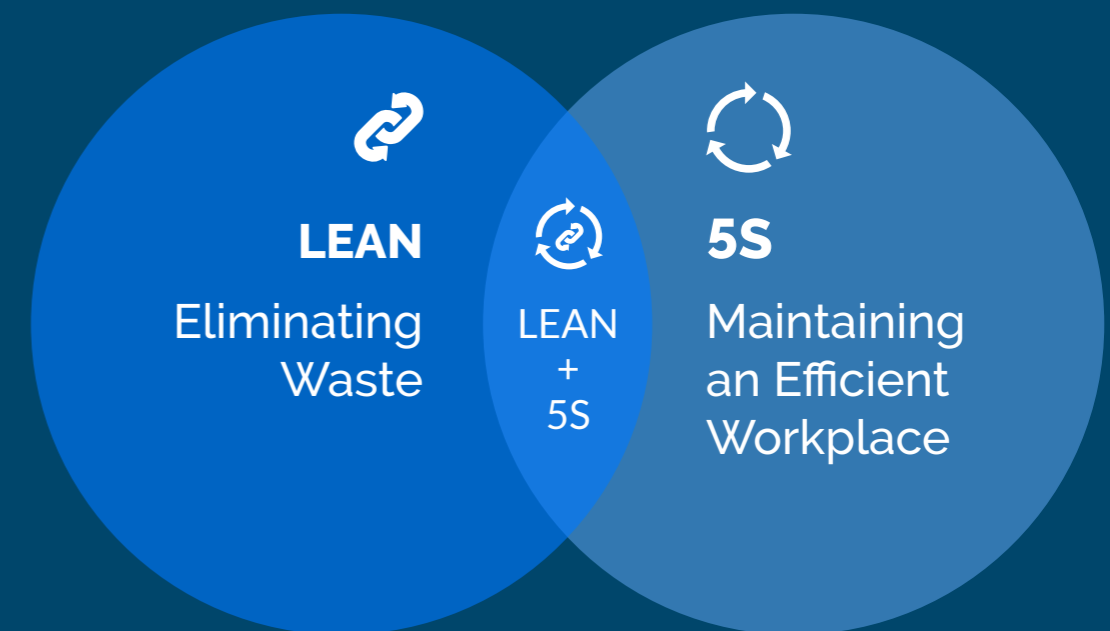 LEAN
Eliminating
Waste
LEAN
+
5S
5S
Maintaining
an Efficient
Workplace